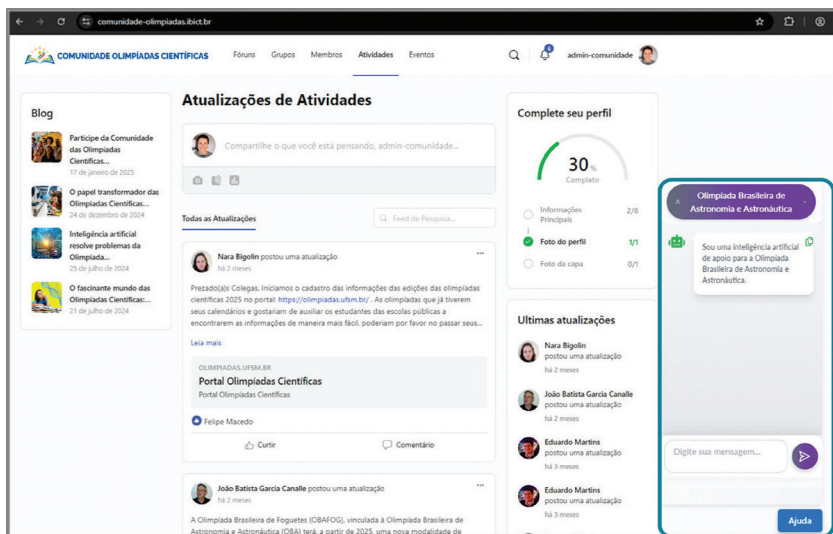 comunidade-olimpiadas.ibict.br
COMUNIDADE OLIMPÍADAS CIENTÍFICAS
Fóruns Grupos Membros Atividades Eventos
6
admin-comunidade
Blog
Participe da Comunidade
das Olimpíadas
Científicas...
17 de janeiro de 2025
O papel transformador das
Olimpíadas Científicas...
24 de dezembro de 2024
Inteligência artificial
resolve problemas da
Olimpíada...
25 de julho de 2024
O fascinante mundo das
Olimpíadas Científicas:...
21 de julho de 2024
Atualizações de Atividades
Compartilhe o que você está pensando, admin-comunidade...
Todas as Atualizações
Feed de Pesquisa...
Nara Bigolin postou uma atualização
há 2 meses
Prezado(a)s Colegas, Iniciamos o cadastro das informações das edições das olimpíadas
científicas 2025 no portal: https://olimpiadas.ufsm.br/ . As olimpíadas que já tiverem
seus calendários e gostariam de auxiliar os estudantes das escolas públicas a
encontrarem as informações de maneira mais fácil, poderiam por favor no passar seus...
Leia mais
OLIMPIADAS.UFSM.BR
Portal Olimpíadas Científicas
Portal Olimpíadas Científicas
Felipe Macedo
Curtir
Comentário
João Batista Garcia Canalle postou uma atualização
há 2 meses
A Olimpíada Brasileira de Foguetes (OBAFOG), vinculada à Olimpíada Brasileira de
Astronomia e Astronáutica (OBA) terá, a partir de 2025, uma nova modalidade de
Complete seu perfil
30%
Completo
Informações
Principais
2/8
Foto do perfil
1/1
Foto da capa
0/1
Ultimas atualizações
Nara Bigolin
postou uma atualização
há 2 meses
João Batista Garcia Canalle
postou uma atualização
há 2 meses
Eduardo Martins
postou uma atualização
há 3 meses
Eduardo Martins
postou uma atualização
há 3 meses
Olimpíada Brasileira de
Astronomia e Astronáutica
Sou uma inteligência artificial
de apoio para a Olimpíada
Brasileira de Astronomia e
Astronáutica.
Digite sua mensagem...
Ajuda